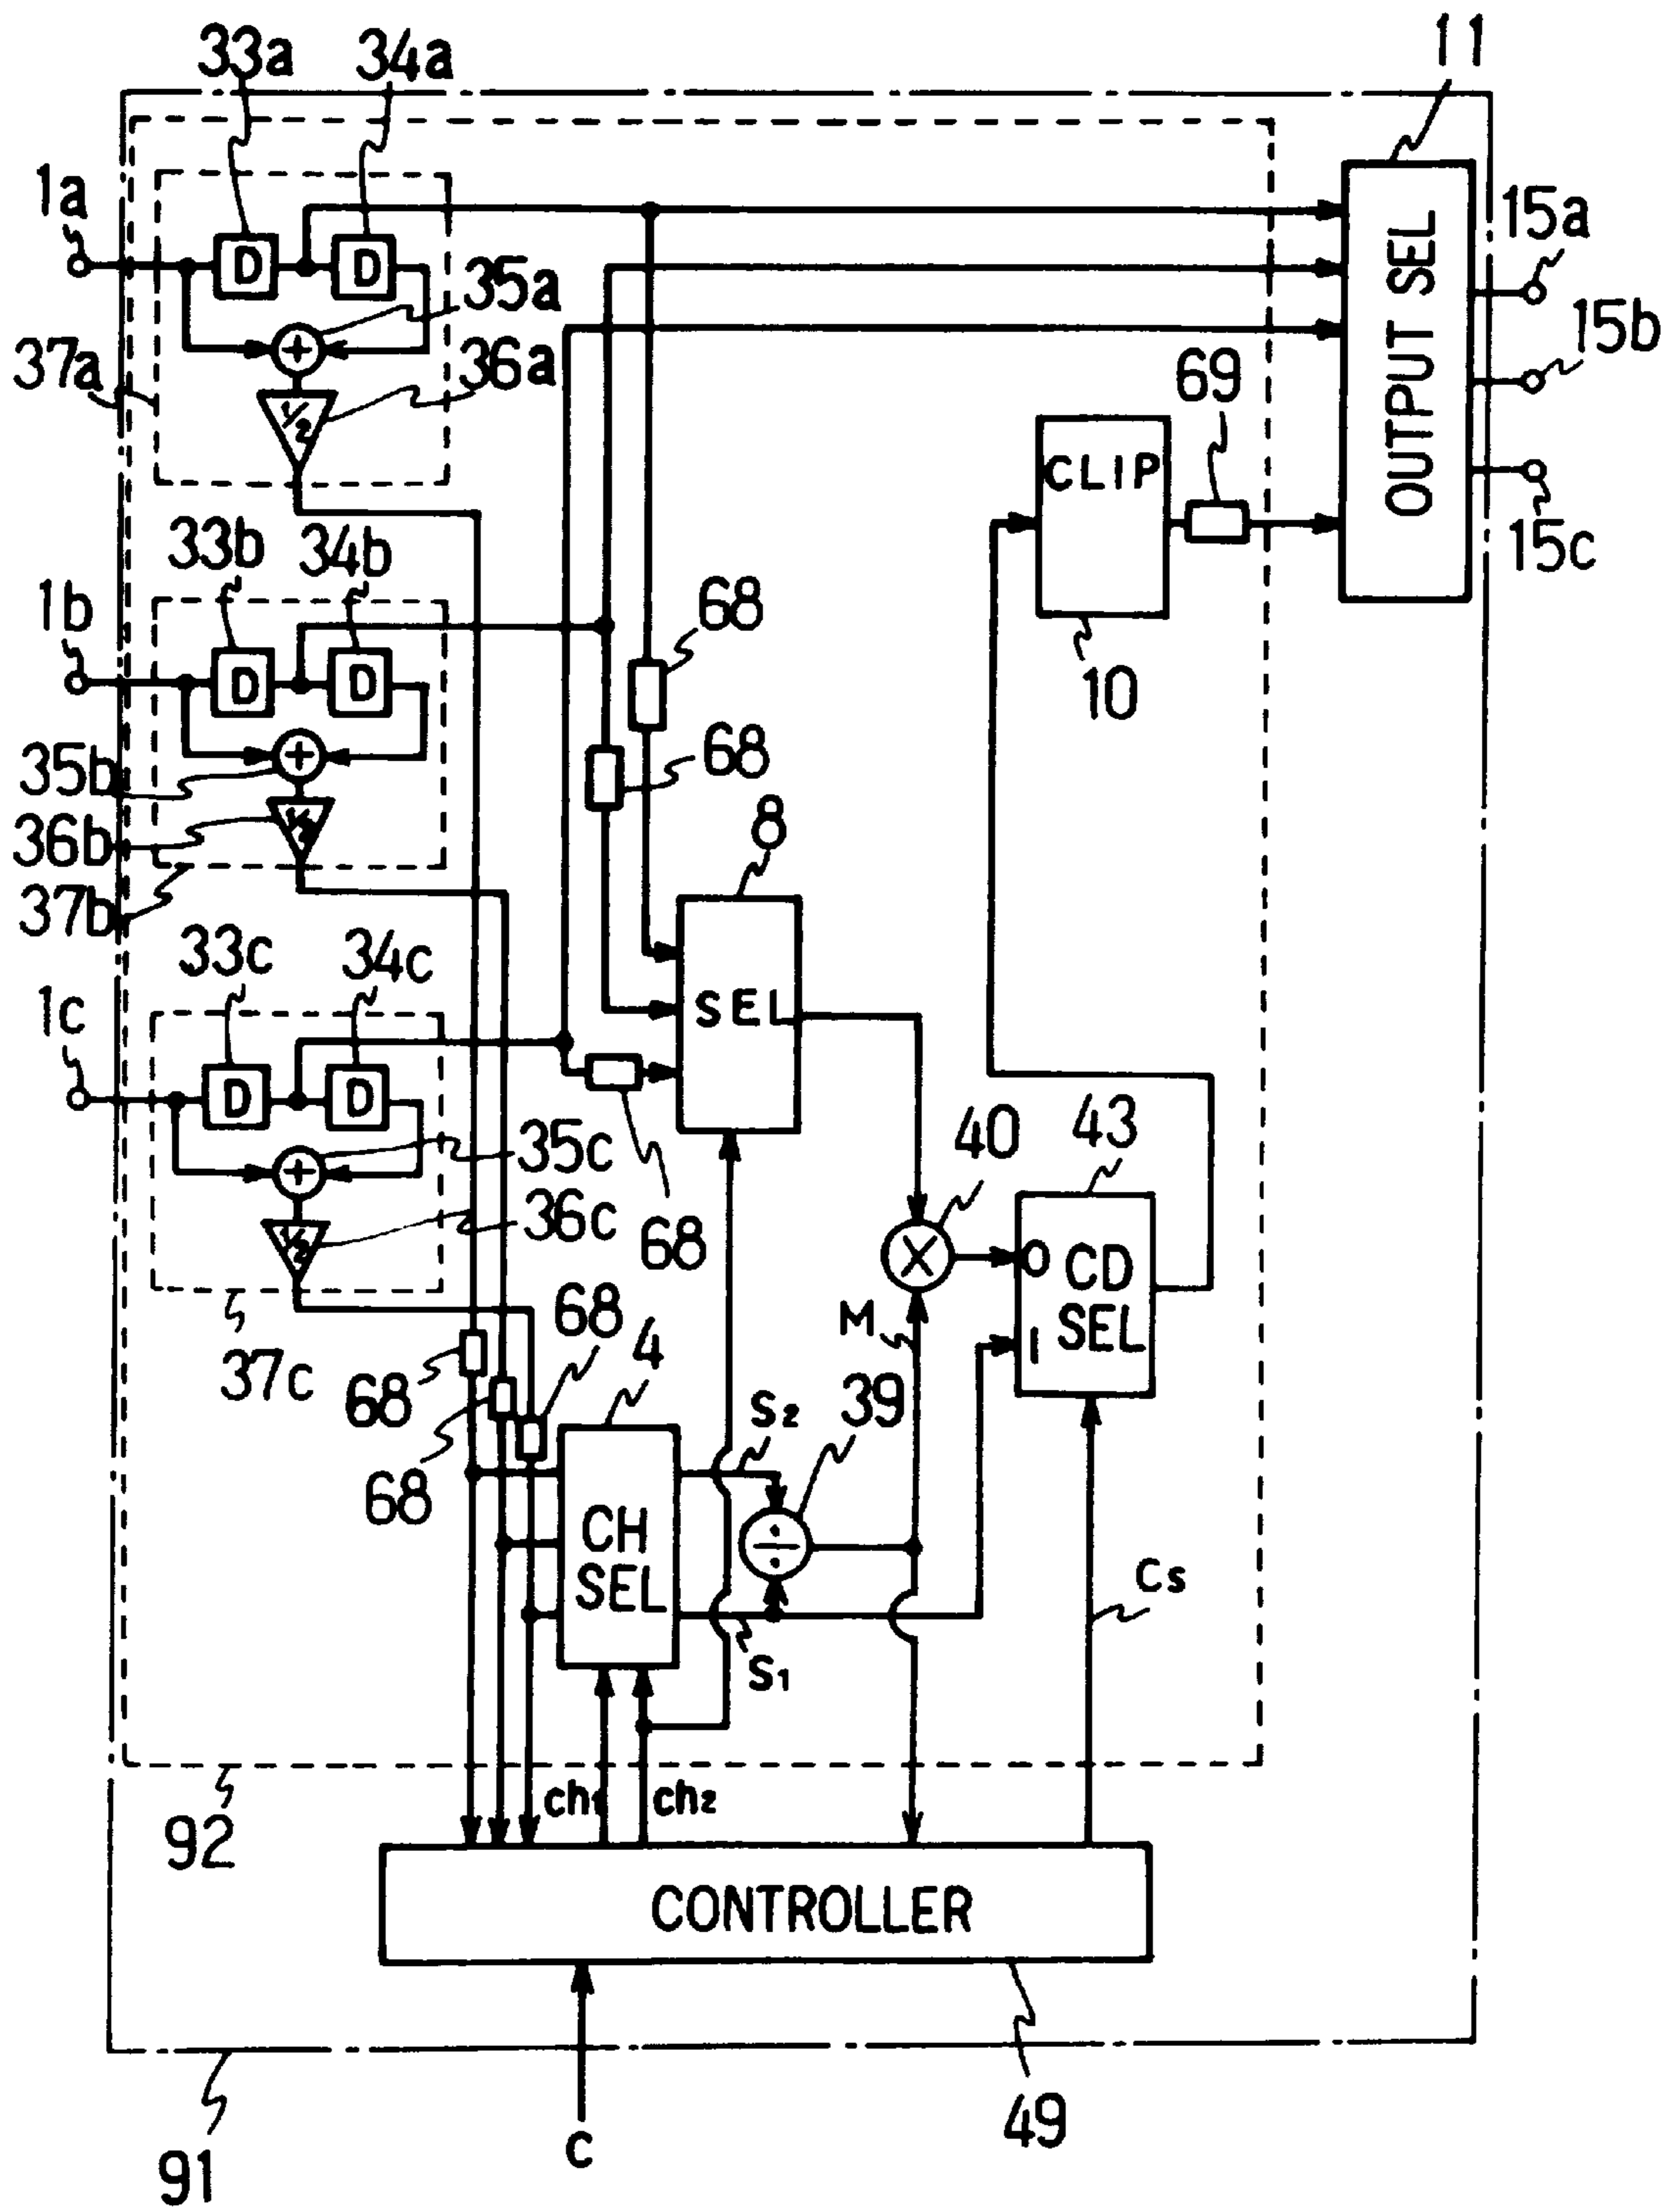 33a
34a
11
1a
D
D
15a
OUTPUT SEL
35a
15b
37a
+
36a
69
1/2
CLIP
15c
33b
34b
1b
68
D
D
10
35b
+
68
36b
1/2
8
37b
33c
34c
SEL
1c
D
D
40
43
35c
+
36c
68
×
0
CD
SEL
1/2
68
M
1
37c
4
68
39
S2
68
CH
SEL
÷
Cs
S1
ch1
ch2
92
CONTROLLER
49
C
91